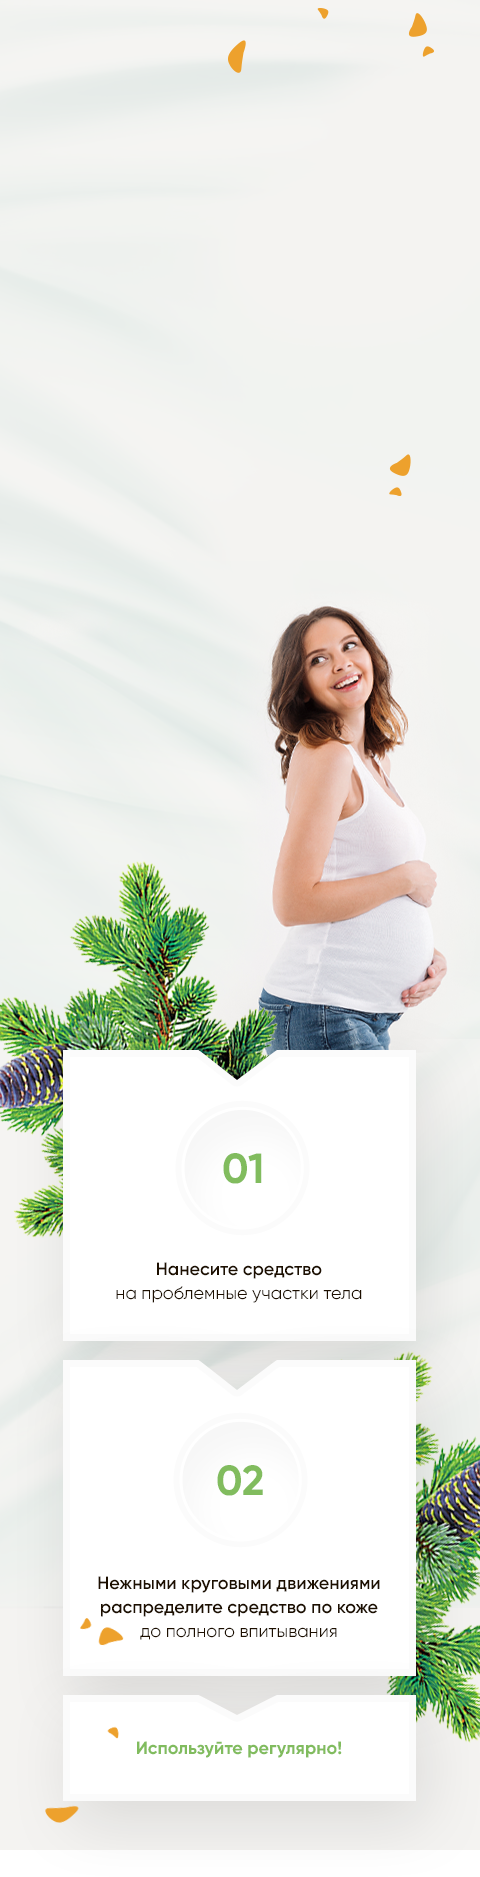 01
Нанесите средство
на проблемные участки тела
02
Нежными круговыми движениями
распределите средство по коже
до полного впитывания
Используйте регулярно!